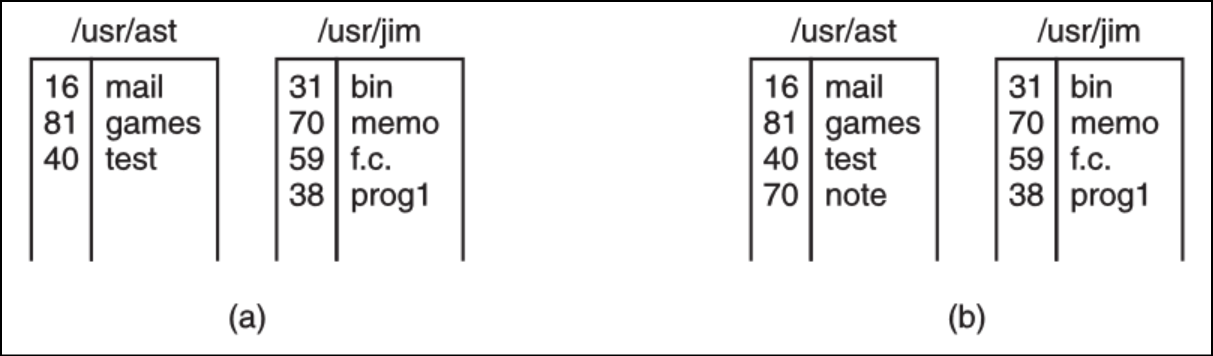 /usr/ast
16 mail
81 games
40 test
/usr/jim
31 bin
70 memo
59 f.c.
38 prog1
(a)
/usr/ast
16 mail
81 games
40 test
70 note
/usr/jim
31 bin
70 memo
59 f.c.
38 prog1
(b)